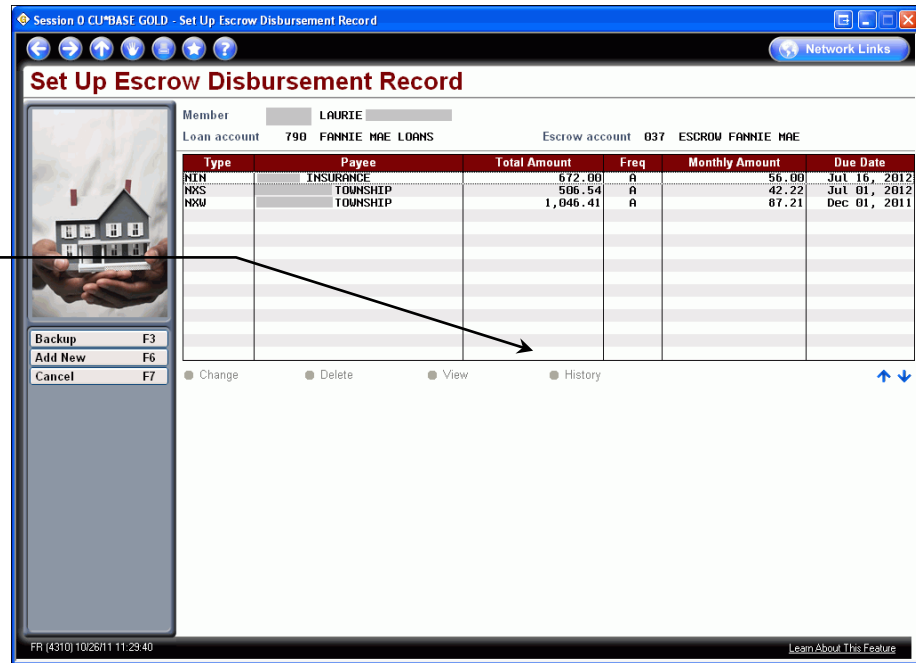 Session 0 CU*BASE GOLD - Set Up Escrow Disbursement Record
Network Links
Set Up Escrow Disbursement Record
Member LAURIE
Loan account 790 FANNIE MAE LOANS Escrow account 037 ESCROW FANNIE MAE
Type Payee Total Amount Freq Monthly Amount Due Date
NIN INSURANCE 672.00 A 56.00 Jul 16, 2012
NXS TOWNSHIP 506.54 A 42.22 Jul 01, 2012
NXW TOWNSHIP 1,046.41 A 87.21 Dec 01, 2011
Backup F3
Add New F6
Cancel F7
Change Delete View History
FR (4310) 10/26/11 11:29:40
Learn About This Feature